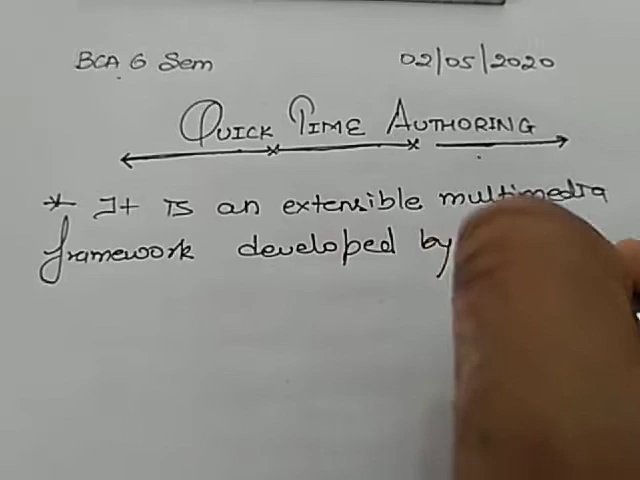 BCA 6 Sem 02/05/2020
QUICK TIME AUTHORING
* It is an extensible multimedia
framework developed by